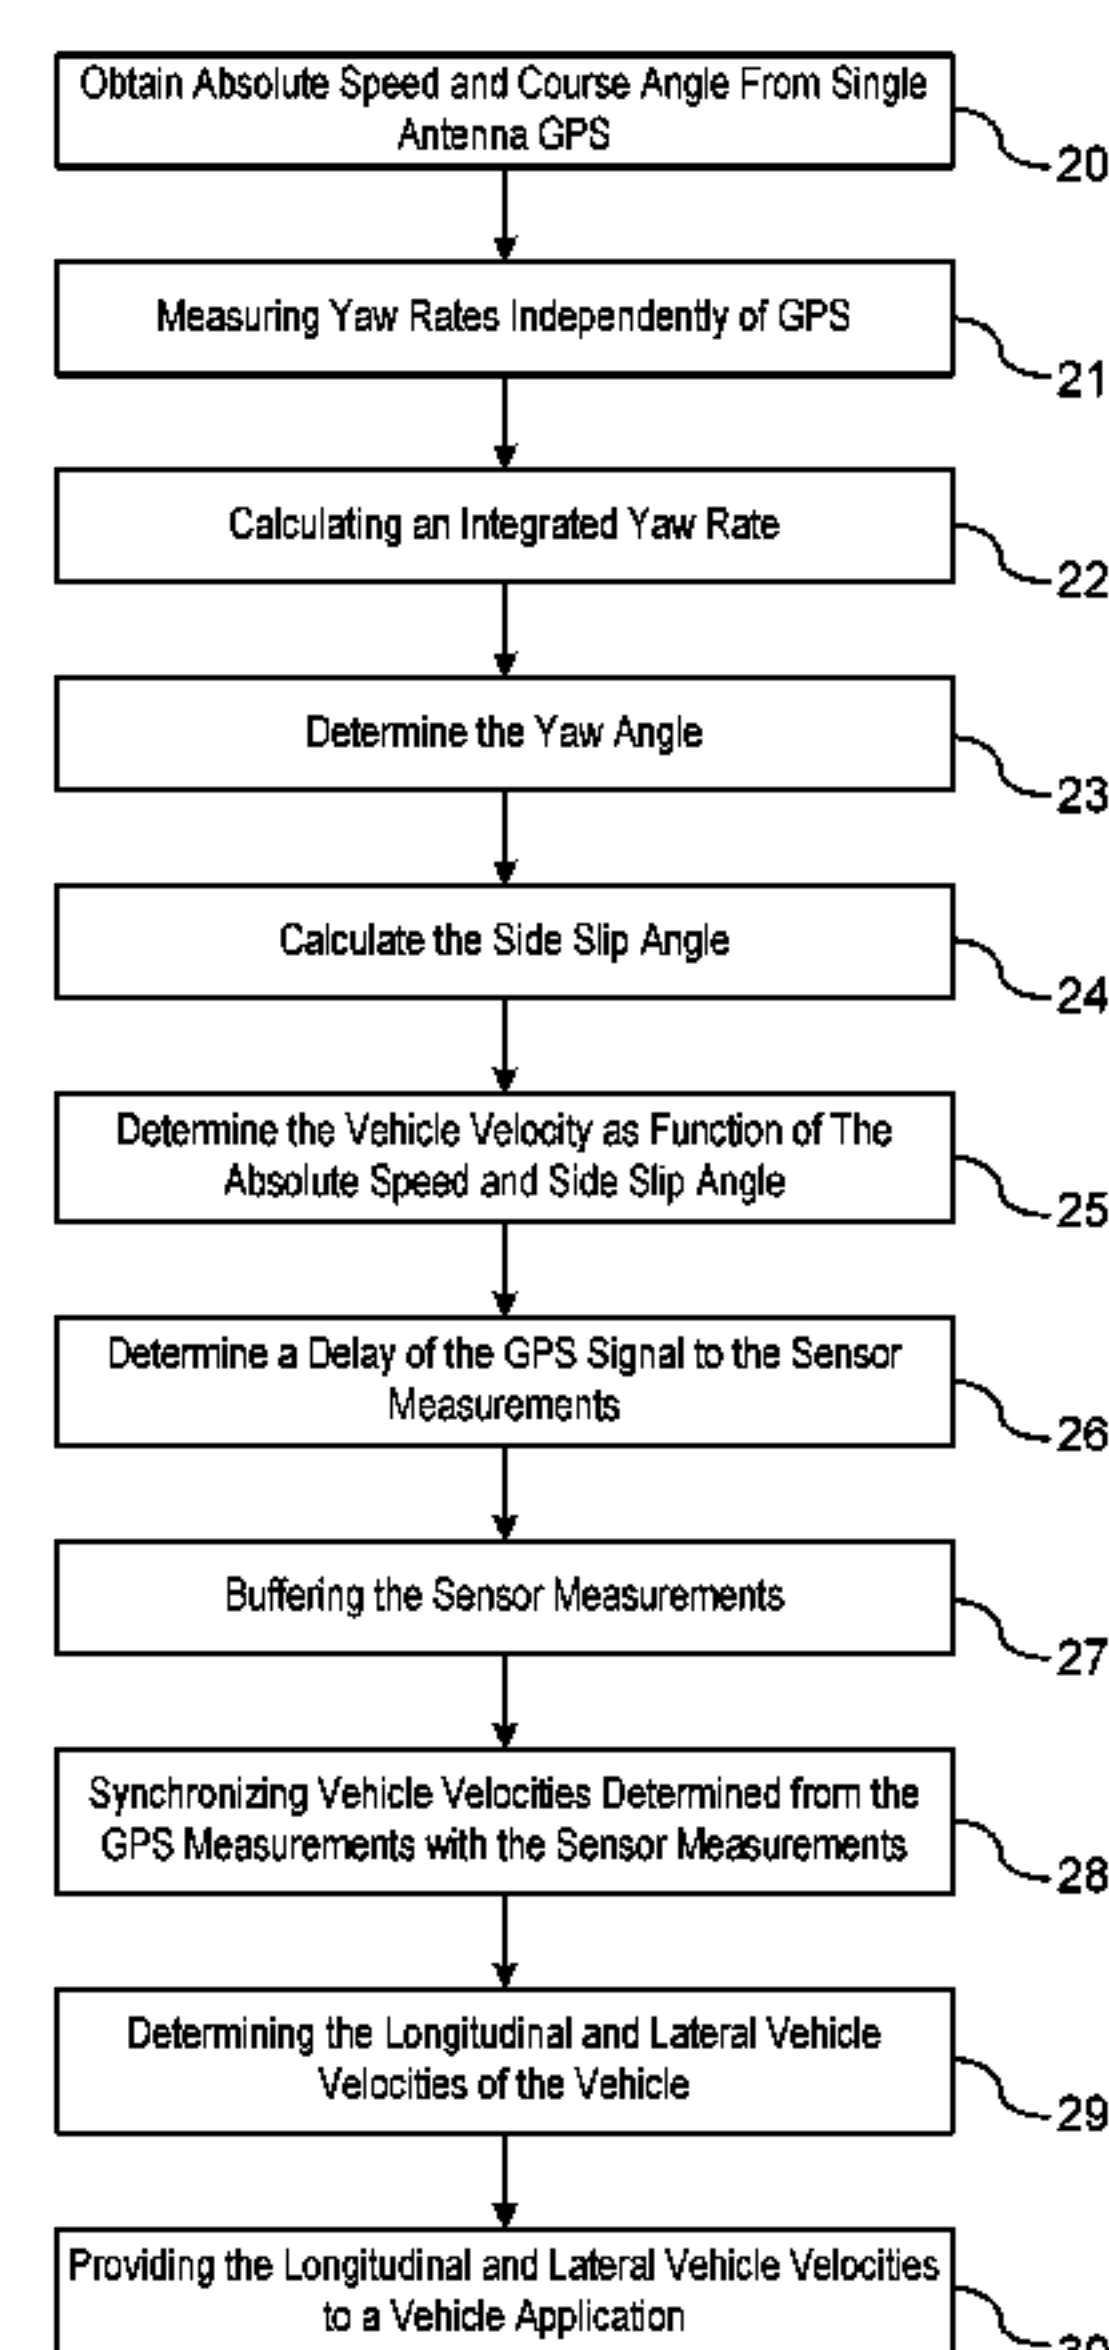 Obtain Absolute Speed and Course Angle From Single
Antenna GPS
20
Measuring Yaw Rates Independently of GPS
21
Calculating an Integrated Yaw Rate
22
Determine the Yaw Angle
23
Calculate the Side Slip Angle
24
Determine the Vehicle Velocity as Function of The
Absolute Speed and Side Slip Angle
25
Determine a Delay of the GPS Signal to the Sensor
Measurements
26
Buffering the Sensor Measurements
27
Synchronizing Vehicle Velocities Determined from the
GPS Measurements with the Sensor Measurements
28
Determining the Longitudinal and Lateral Vehicle
Velocities of the Vehicle
29
Providing the Longitudinal and Lateral Vehicle Velocities
to a Vehicle Application